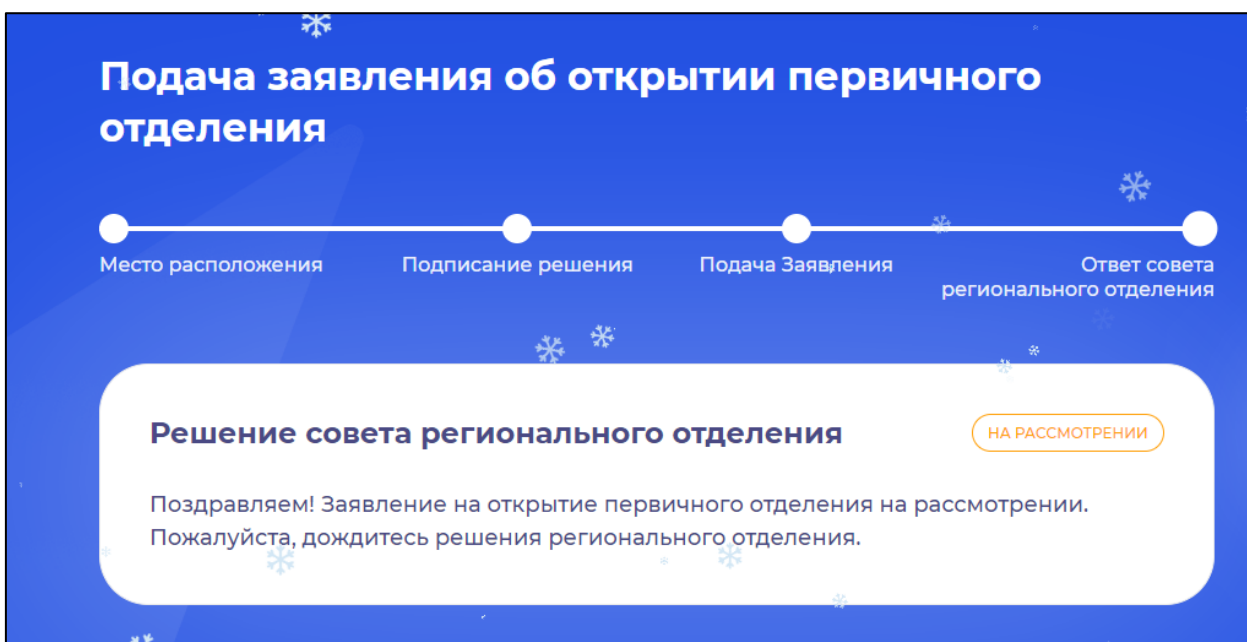 Подача заявления об открытии первичного
отделения
Место расположения
Подписание решения
Подача Заявления
Ответ совета
регионального отделения
Решение совета регионального отделения
НА РАССМОТРЕНИИ
Поздравляем! Заявление на открытие первичного отделения на рассмотрении.
Пожалуйста, дождитесь решения регионального отделения.